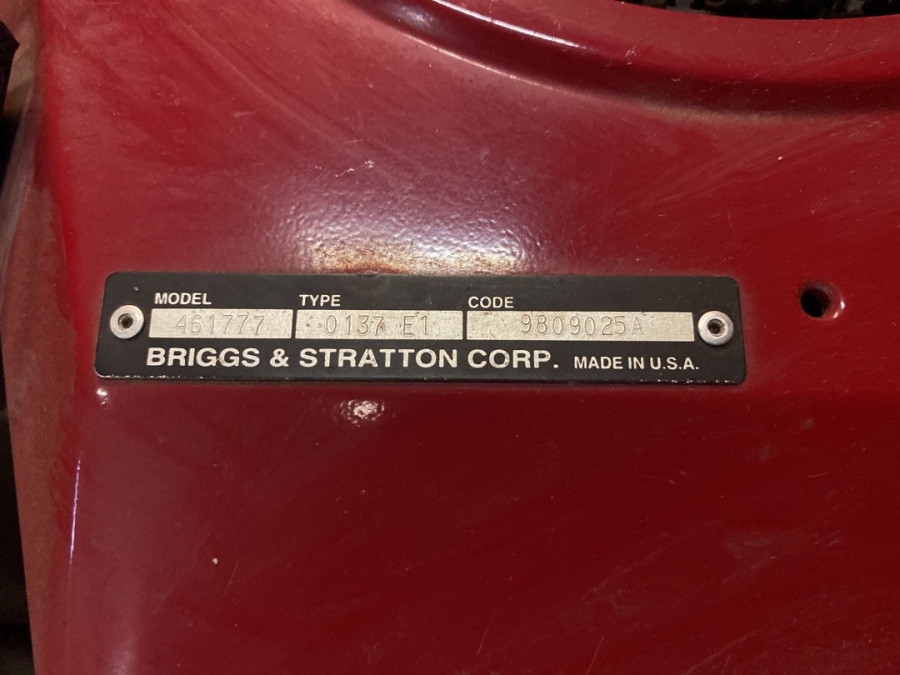 MODEL TYPE CODE
461777 0137 E1 9809025A
BRIGGS & STRATTON CORP. MADE IN U.S.A.